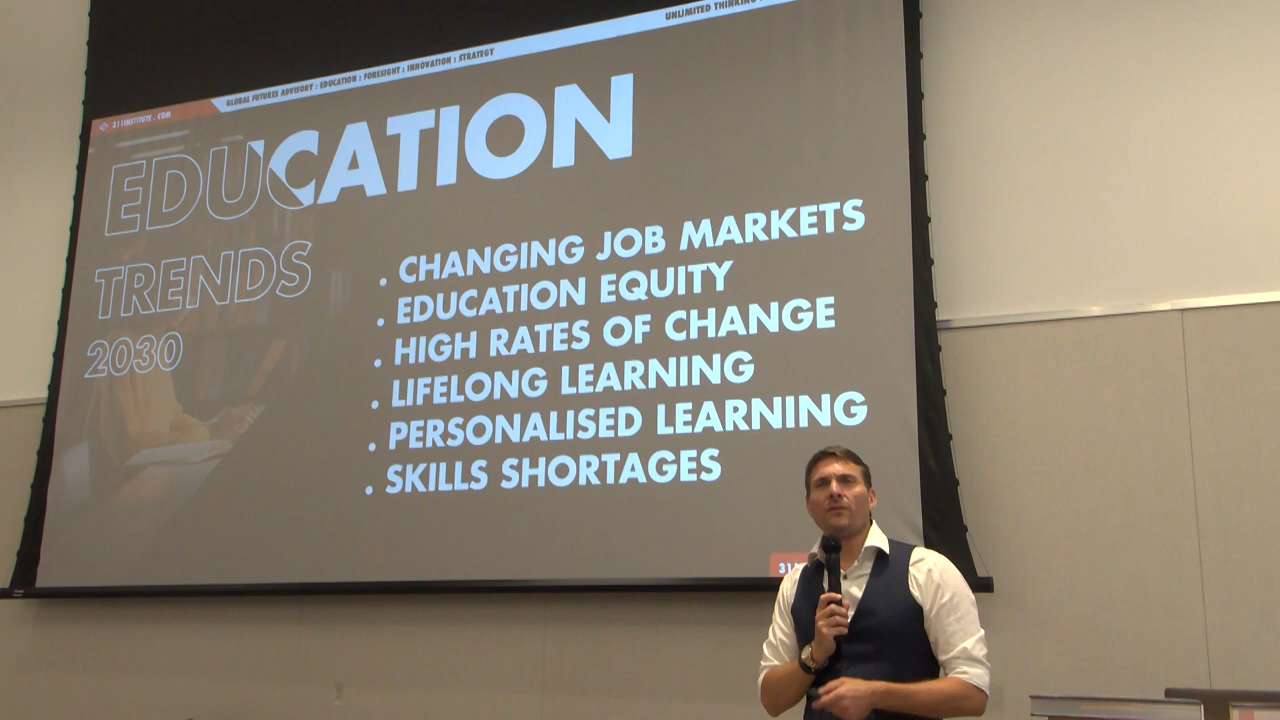 UNLIMITED THINKING
GLOBAL FUTURES ADVISORY : EDUCATION : FORESIGHT : INNOVATION : STRATEGY
311INSTITUTE . COM
EDUCATION
TRENDS
2030
. CHANGING JOB MARKETS
. EDUCATION EQUITY
. HIGH RATES OF CHANGE
. LIFELONG LEARNING
. PERSONALISED LEARNING
. SKILLS SHORTAGES